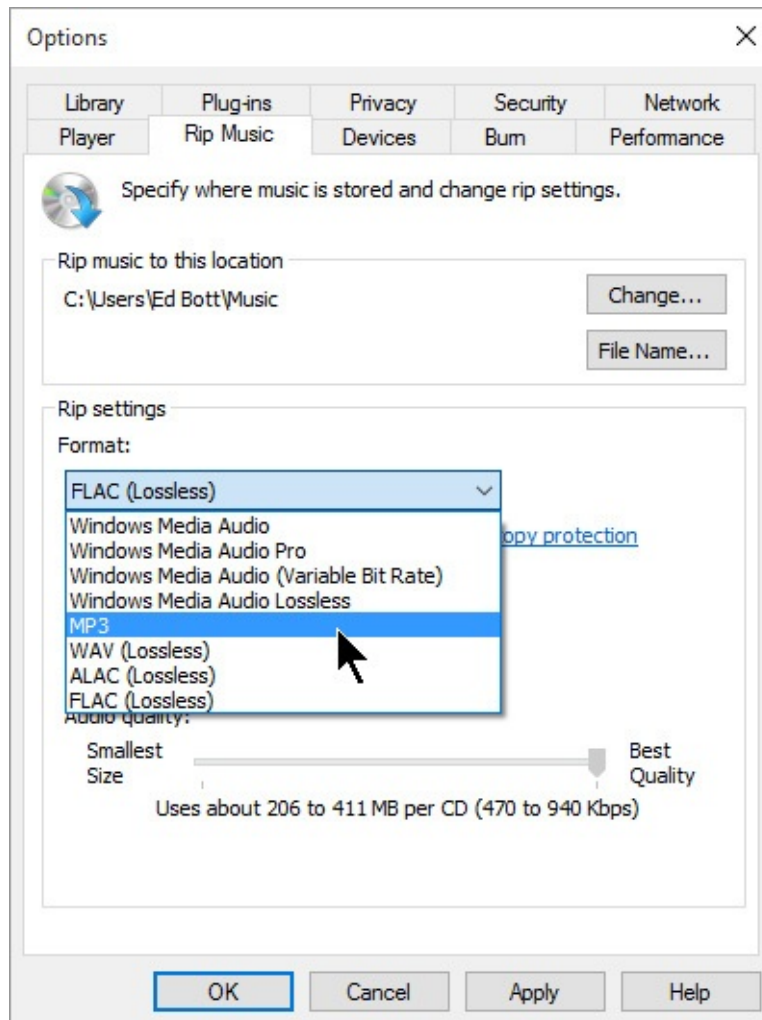 Options
Library Plug-ins Privacy Security Network
Player Rip Music Devices Burn Performance
Specify where music is stored and change rip settings.
Rip music to this location
C:\Users\Ed Bott\Music
Change...
File Name...
Rip settings
Format:
FLAC (Lossless)
Windows Media Audio
opy protection
Windows Media Audio Pro
Windows Media Audio (Variable Bit Rate)
Windows Media Audio Lossless
MP3
WAV (Lossless)
ALAC (Lossless)
FLAC (Lossless)
Audio quality:
Smallest Size
Best Quality
Uses about 206 to 411 MB per CD (470 to 940 Kbps)
OK Cancel Apply Help